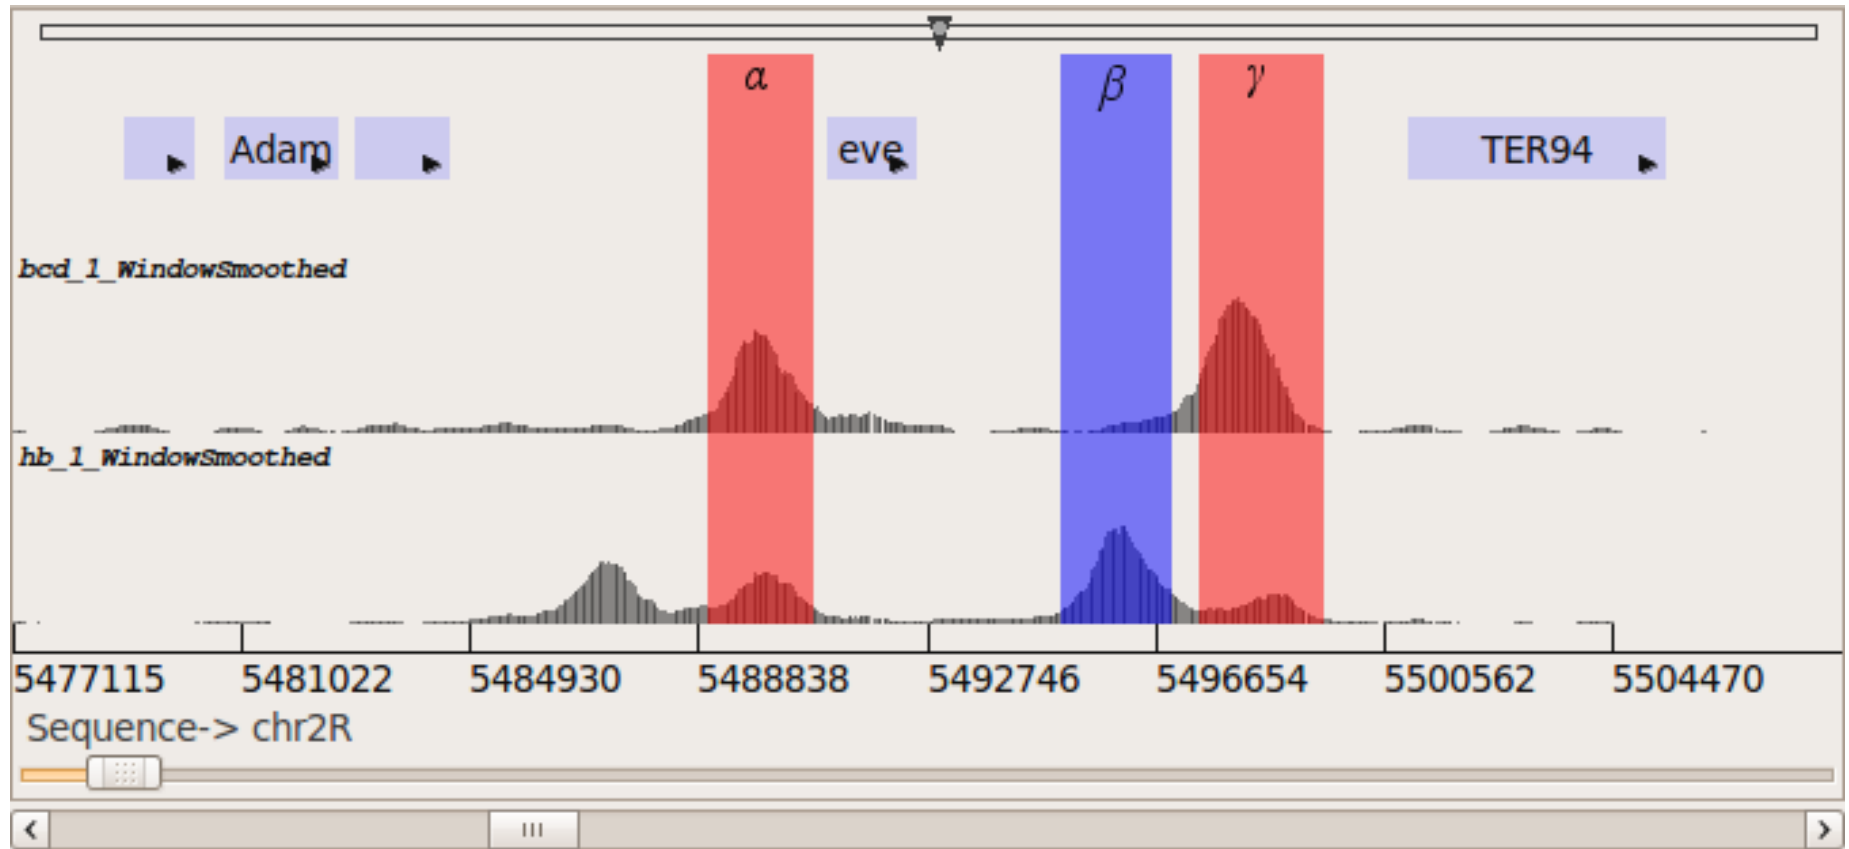 α β γ
Adam eve TER94
bcd_1_WindowSmoothed
hb_1_WindowSmoothed
5477115 5481022 5484930 5488838 5492746 5496654 5500562 5504470
Sequence-> chr2R